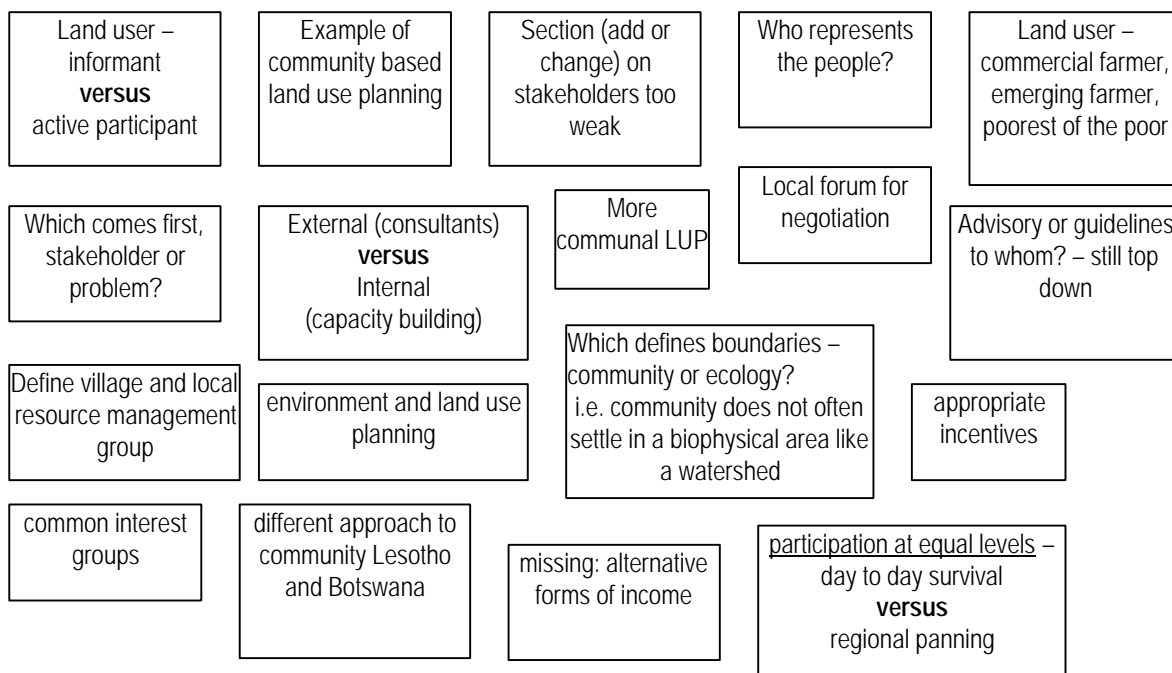 Land user –
informant
versus
active participant
Example of
community based
land use planning
Section (add or
change) on
stakeholders too
weak
Who represents
the people?
Land user –
commercial farmer,
emerging farmer,
poorest of the poor
Which comes first,
stakeholder or
problem?
External (consultants)
versus
Internal
(capacity building)
More
communal LUP
Local forum for
negotiation
Advisory or guidelines
to whom? – still top
down
Define village and local
resource management
group
environment and land use
planning
Which defines boundaries –
community or ecology?
i.e. community does not often
settle in a biophysical area like
a watershed
appropriate
incentives
common interest
groups
different approach to
community Lesotho
and Botswana
missing: alternative
forms of income
participation at equal levels –
day to day survival
versus
regional panning